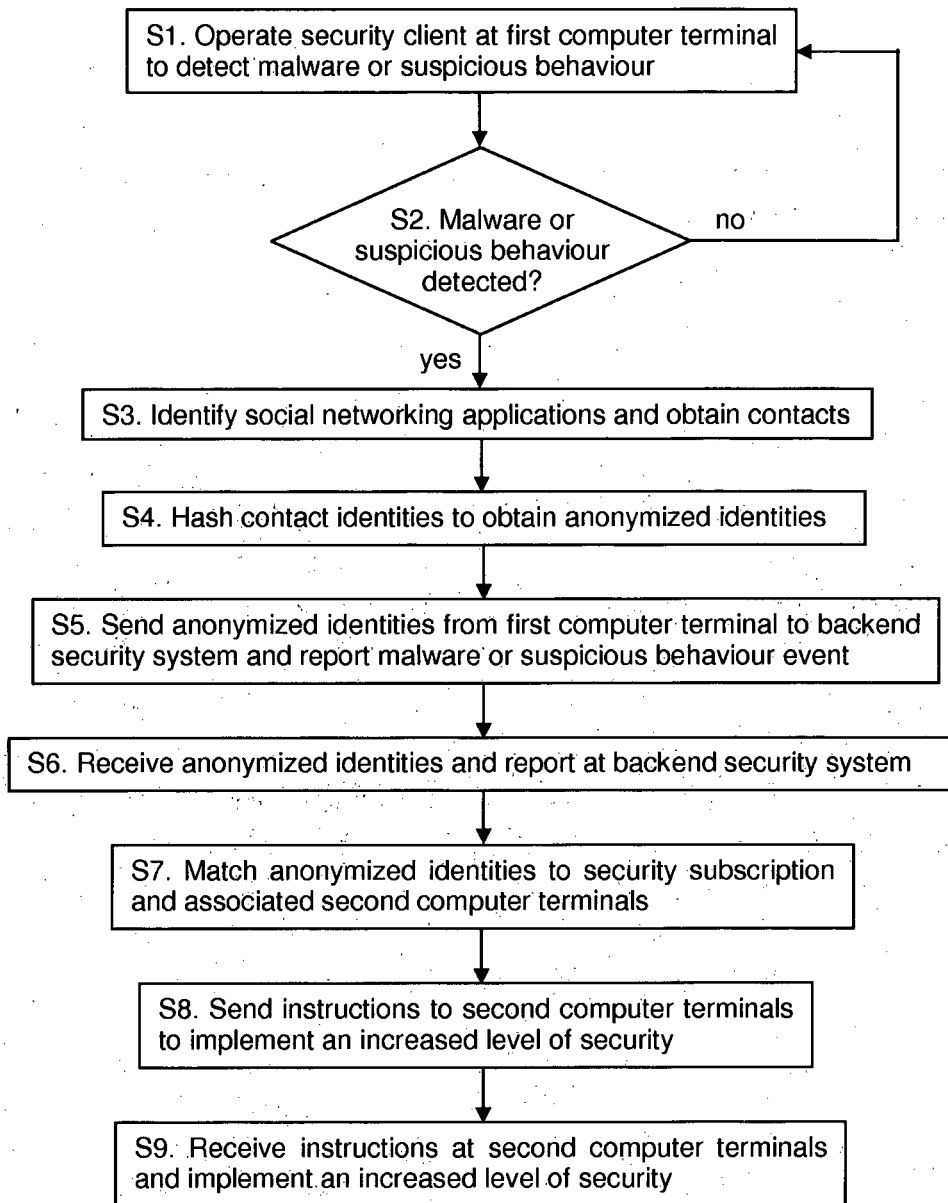 S1. Operate security client at first computer terminal
to detect malware or suspicious behaviour
S2. Malware or
suspicious behaviour
detected?
no
yes
S3. Identify social networking applications and obtain contacts
S4. Hash contact identities to obtain anonymized identities
S5. Send anonymized identities from first computer terminal to backend
security system and report malware or suspicious behaviour event
S6. Receive anonymized identities and report at backend security system
S7. Match anonymized identities to security subscription
and associated second computer terminals
S8. Send instructions to second computer terminals
to implement an increased level of security
S9. Receive instructions at second computer terminals
and implement an increased level of security